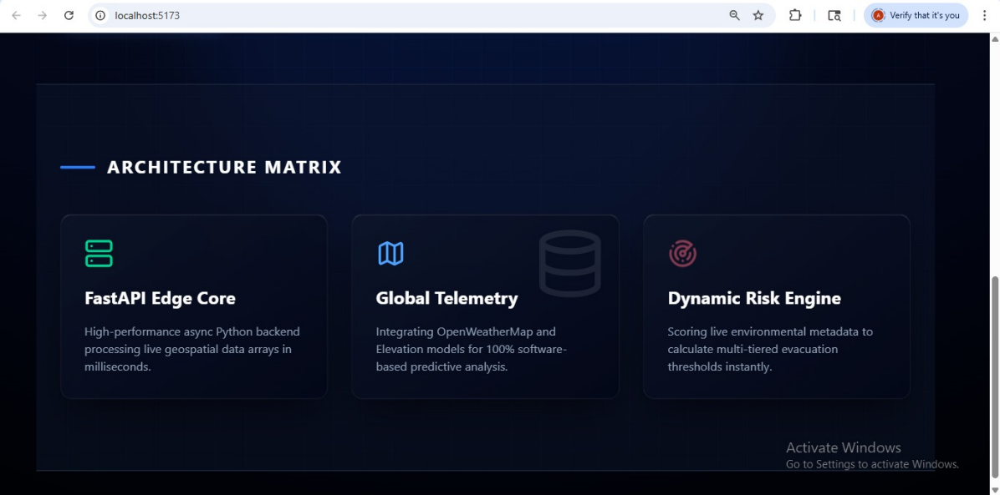 localhost:5173
Verify that it's you
ARCHITECTURE MATRIX
FastAPI Edge Core
High-performance async Python backend
processing live geospatial data arrays in
milliseconds.
Global Telemetry
Integrating OpenWeatherMap and
Elevation models for 100% software-
based predictive analysis.
Dynamic Risk Engine
Scoring live environmental metadata to
calculate multi-tiered evacuation
thresholds instantly.
Activate Windows
Go to Settings to activate Windows.